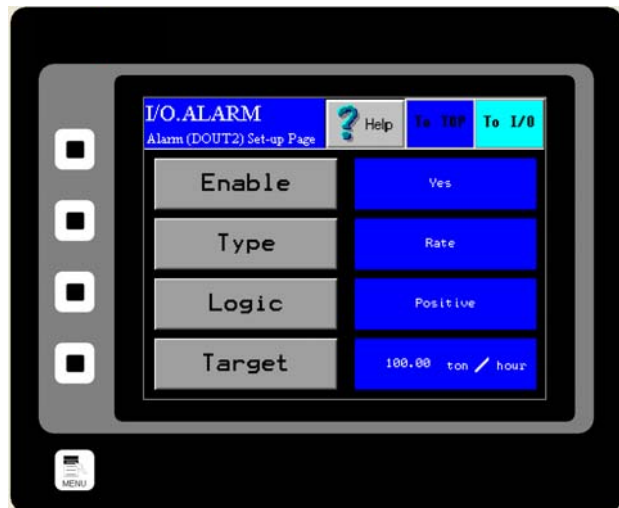 I/O.ALARM
Alarm (DOUT2) Set-up Page
? Help
To TOP
To I/O
Enable
Yes
Type
Rate
Logic
Positive
Target
100.00 ton / hour
MENU